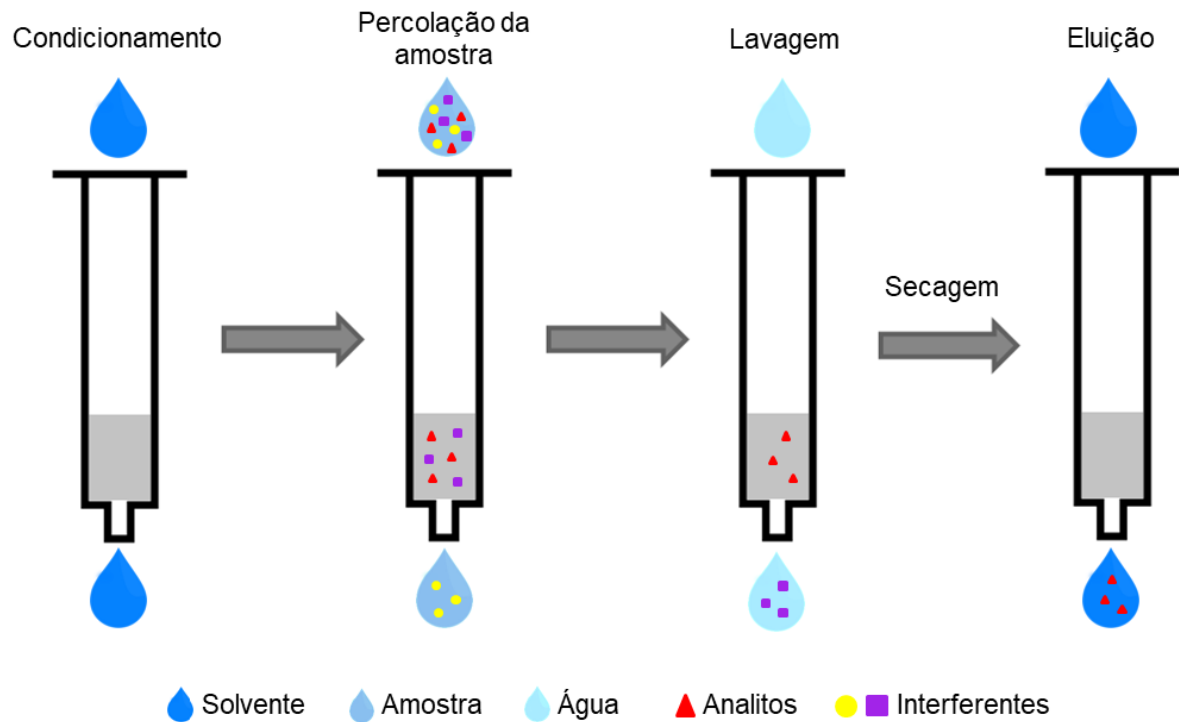 Condicionamento
Percolação da
amostra
Lavagem
Eluição
Secagem
Solvente
Amostra
Água
Analitos
Interferentes